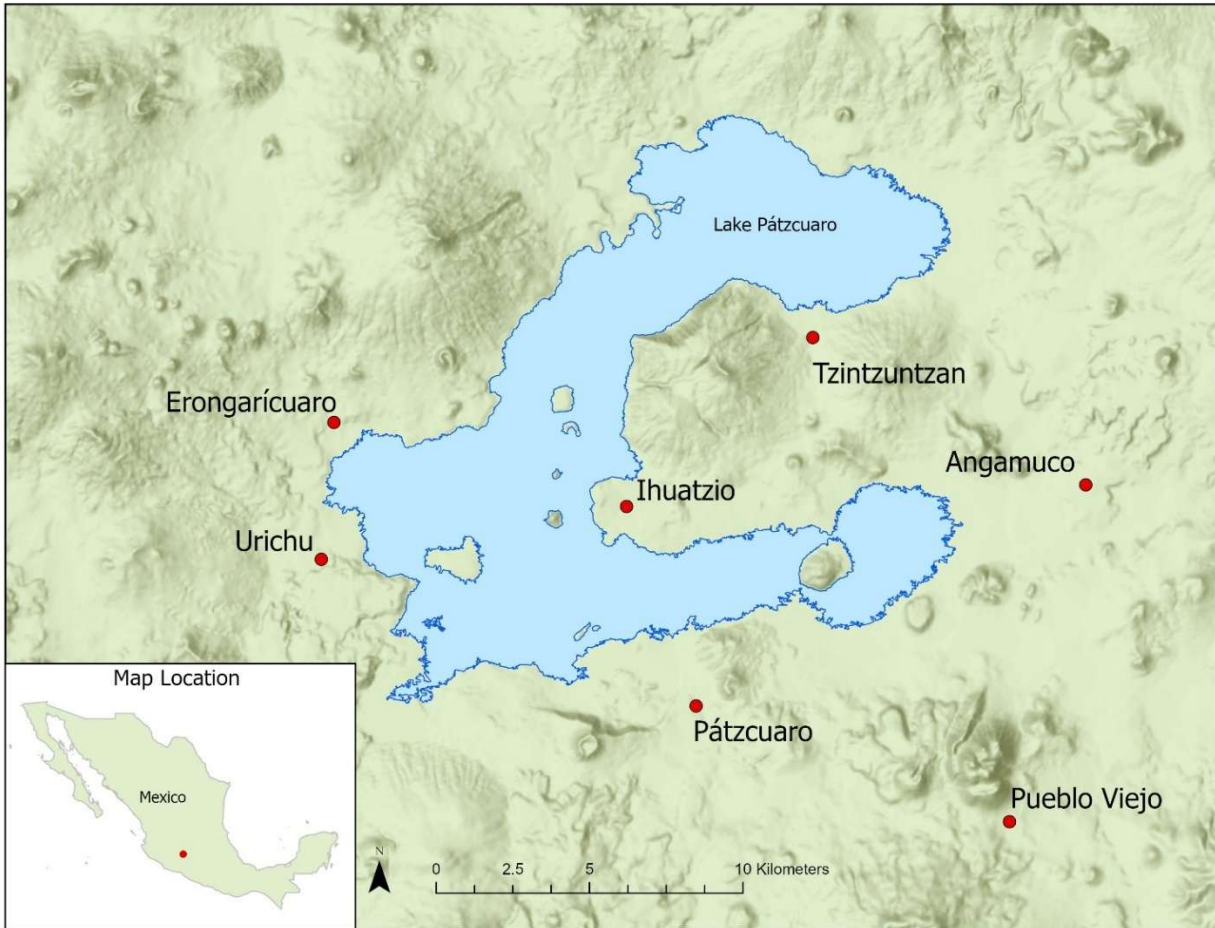 Lake Pátzcuaro
Tzintzuntzan
Erongarícuaro
Angamuco
Ihuatzio
Urichu
Map Location
Pátzcuaro
Mexico
Pueblo Viejo
N
0 2.5 5 10 Kilometers